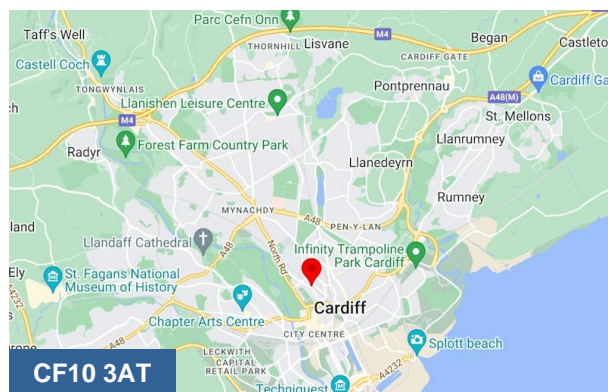 Parc Cefn Onn
Taff's Well
Lisvane
M4
Began
Castleto
THORNHILL
CARDIFF GATE
Castell Coch
Cardiff Ga
TONGWYNLAIS
Pontprennau
Llanishen Leisure Centre
A48(M)
St. Mellons
M4
Forest Farm Country Park
Llanrumney
Radyr
Llanedeyrn
Rumney
MYNACHDY
A48
PEN-Y-LAN
land
Llandaff Cathedral
A48
North Rd
Infinity Trampoline
Park Cardiff
Ely
St. Fagans National
Museum of History
A4232
Cardiff
Chapter Arts Centre
CITY CENTRE
Splott beach
LECKWITH
CAPITAL
RETAIL PARK
A4232
A48
Techniquest
CF10 3AT